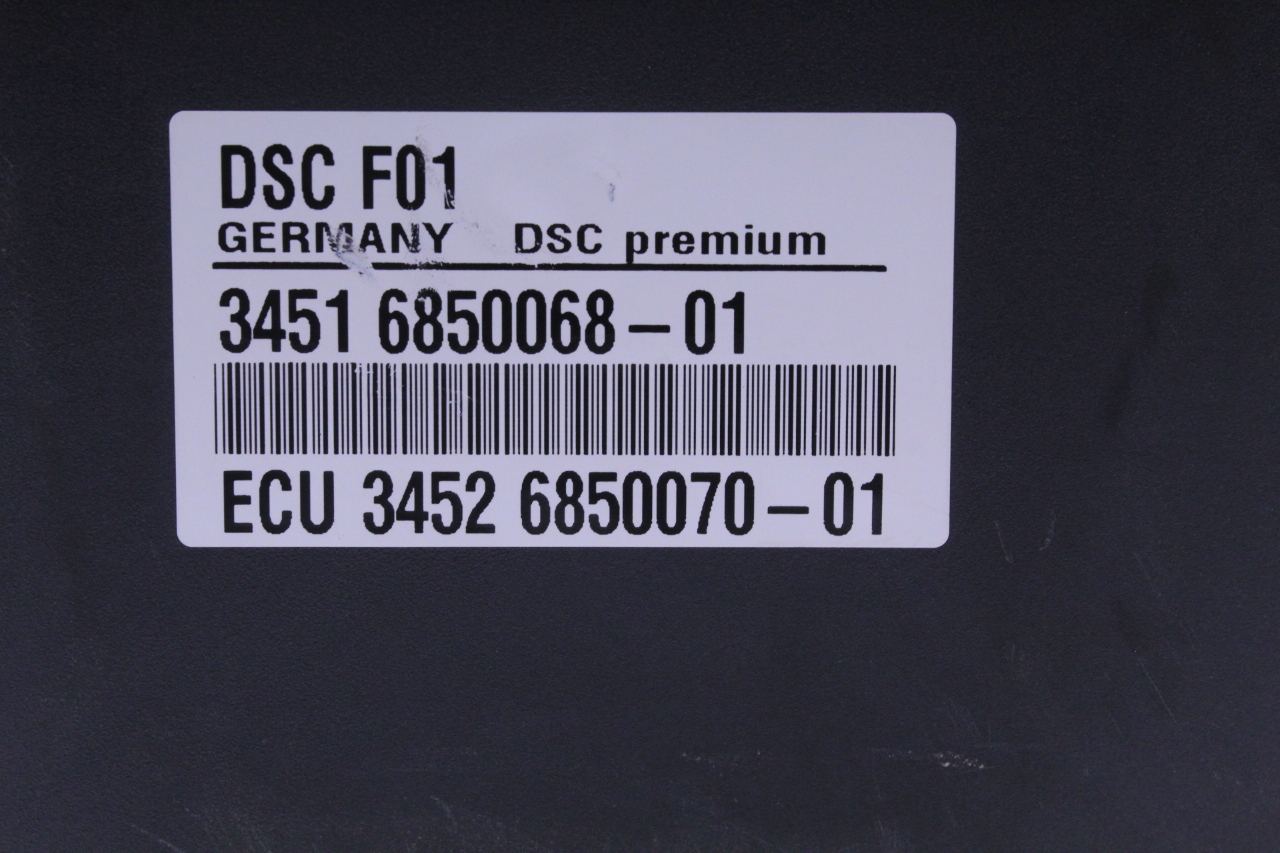 DSC F01
GERMANY DSC premium
3451 6850068-01
ECU 3452 6850070-01